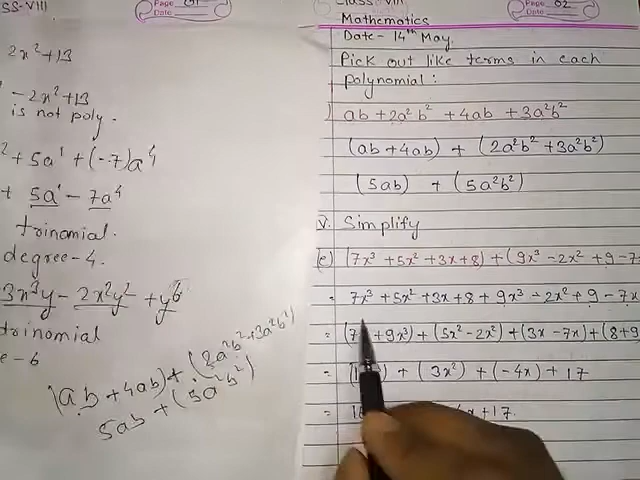 SS-VIII
Page 01
Date
2x²+13
-2x²+13
is not poly.
² + 5a¹ + (-7)a⁴
+ 5a¹ - 7a⁴
trinomial.
degree-4.
3x³y - 2x²y² + y⁶
trinomial
e-6
(ab + 4ab) + (2a²b² + 3a²b²)
5ab + (5a²b²)
Class VIII
Page 02
Date
Mathematics
Date- 14th May.
Pick out like terms in each
polynomial:
ab + 2a²b² + 4ab + 3a²b²
(ab + 4ab) + (2a²b² + 3a²b²)
(5ab) + (5a²b²)
V. Simplify
(e) (7x³ + 5x² + 3x + 8) + (9x³ - 2x² + 9 - 7
= 7x³ + 5x² + 3x + 8 + 9x³ - 2x² + 9 - 7x
= (7 + 9x³) + (5x² - 2x²) + (3x - 7x) + (8+9
= (1 ) + (3x²) + (-4x) + 17
= 1 4x + 17.